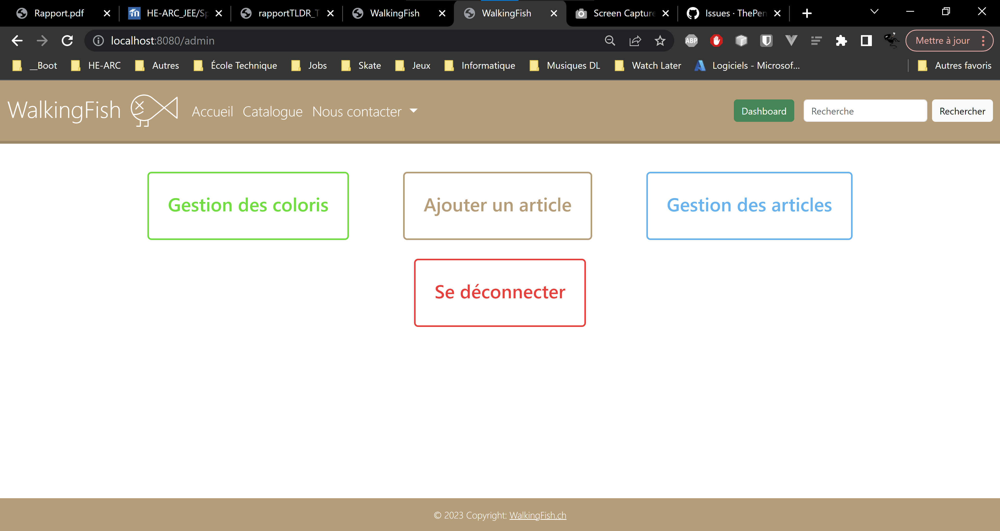 Rapport.pdf HE-ARC_JEE/Sp rapportTLDR_T WalkingFish WalkingFish Screen Capture Issues · ThePen
localhost:8080/admin ABP Mettre à jour
__Boot HE-ARC Autres École Technique Jobs Skate Jeux Informatique Musiques DL Watch Later Logiciels - Microsof... Autres favoris
WalkingFish Accueil Catalogue Nous contacter Dashboard Recherche Rechercher
Gestion des coloris Ajouter un article Gestion des articles
Se déconnecter
© 2023 Copyright: WalkingFish.ch